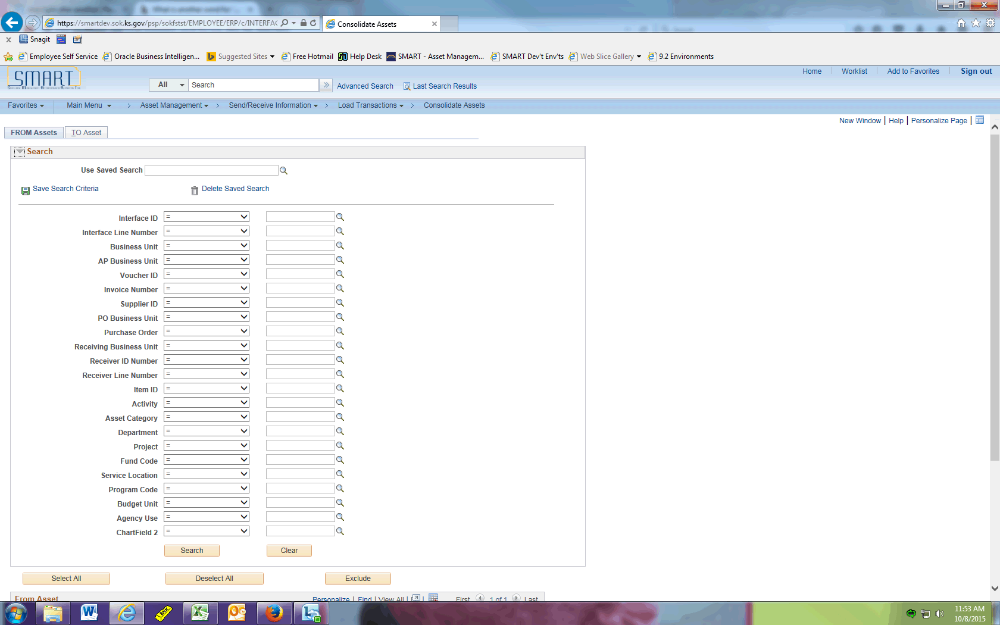 https://smartdev.sok.ks.gov/psp/sokfstst/EMPLOYEE/ERP/c/INTERFAC
Consolidate Assets
Snagit
Employee Self Service Oracle Business Intelligen... Suggested Sites Free Hotmail Help Desk SMART - Asset Managem... SMART Dev't Env'ts Web Slice Gallery 9.2 Environments
SMART
Home Worklist Add to Favorites Sign out
All Search Advanced Search Last Search Results
Favorites Main Menu > Asset Management > Send/Receive Information > Load Transactions > Consolidate Assets
New Window | Help | Personalize Page |
FROM Assets TO Asset
Search
Use Saved Search
Save Search Criteria Delete Saved Search
Interface ID =
Interface Line Number =
Business Unit =
AP Business Unit =
Voucher ID =
Invoice Number =
Supplier ID =
PO Business Unit =
Purchase Order =
Receiving Business Unit =
Receiver ID Number =
Receiver Line Number =
Item ID =
Activity =
Asset Category =
Department =
Project =
Fund Code =
Service Location =
Program Code =
Budget Unit =
Agency Use =
ChartField 2 =
Search Clear
Select All Deselect All Exclude
From Asset Personalize | Find | View All | | First 1 of 1 Last
11:53 AM
10/8/2015